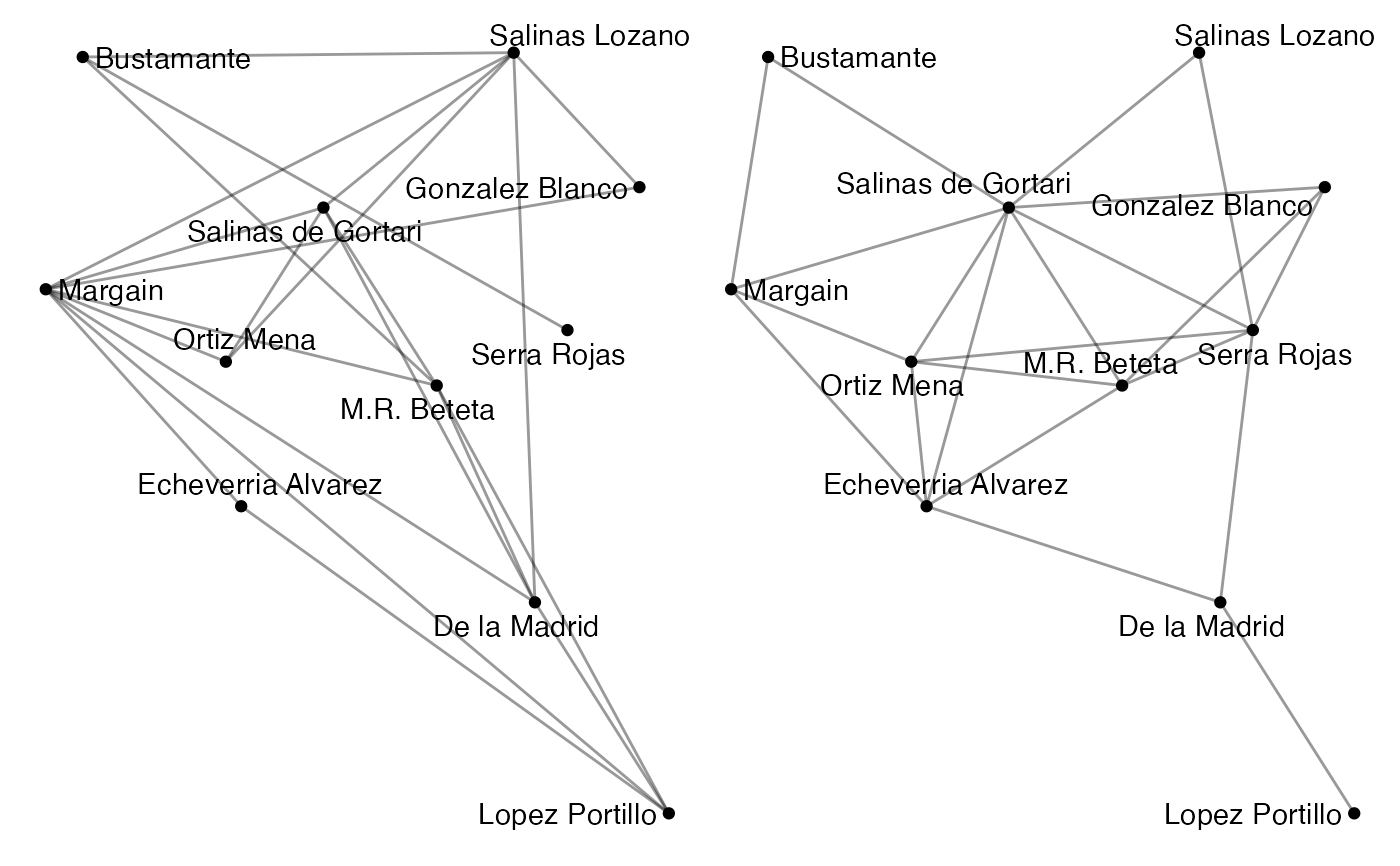 Salinas Lozano
Bustamante
Gonzalez Blanco
Salinas de Gortari
Margain
Ortiz Mena
Serra Rojas
M.R. Beteta
Echeverria Alvarez
De la Madrid
Lopez Portillo
Salinas Lozano
Bustamante
Salinas de Gortari
Gonzalez Blanco
Margain
Serra Rojas
M.R. Beteta
Ortiz Mena
Echeverria Alvarez
De la Madrid
Lopez Portillo